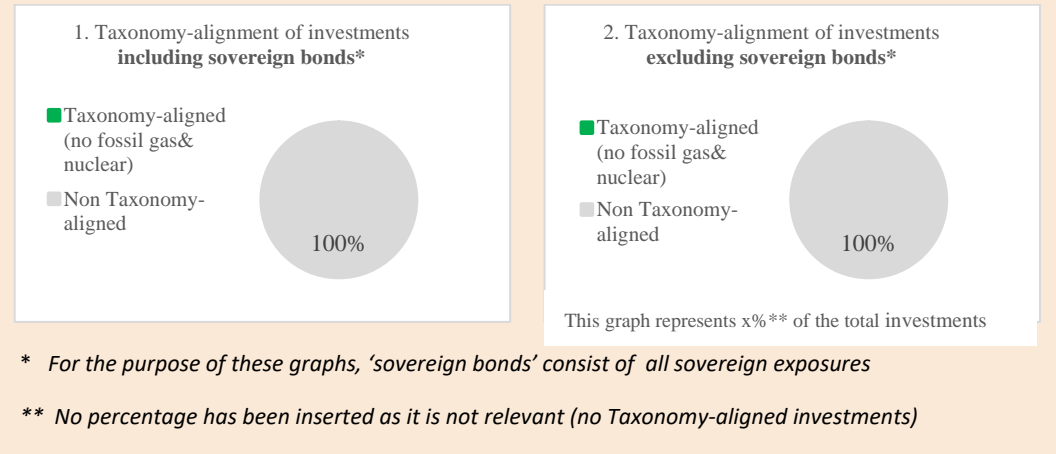 1. Taxonomy-alignment of investments
including sovereign bonds*
Taxonomy-aligned
(no fossil gas&
nuclear)
Non Taxonomy-
aligned
100%
2. Taxonomy-alignment of investments
excluding sovereign bonds*
Taxonomy-aligned
(no fossil gas&
nuclear)
Non Taxonomy-
aligned
100%
This graph represents x%** of the total investments
* For the purpose of these graphs, ‘sovereign bonds’ consist of all sovereign exposures
** No percentage has been inserted as it is not relevant (no Taxonomy-aligned investments)